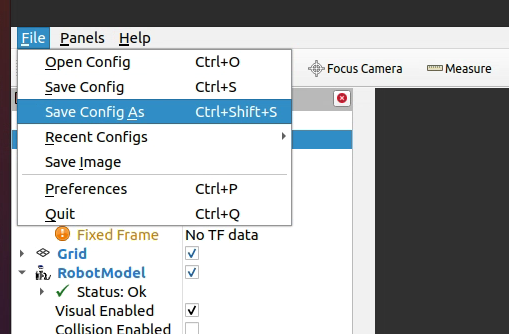 File Panels Help
Open Config Ctrl+O
Save Config Ctrl+S
Save Config As Ctrl+Shift+S
Recent Configs
Save Image
Preferences Ctrl+P
Quit Ctrl+Q
Focus Camera Measure
Fixed Frame No TF data
Grid
RobotModel
Status: Ok
Visual Enabled
Collision Enabled